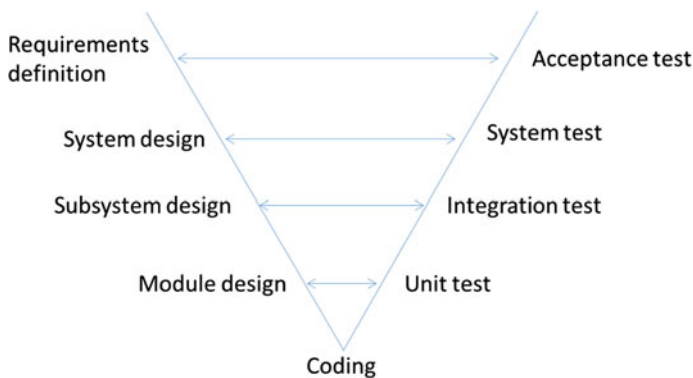 Requirements
definition
Acceptance test
System design
System test
Subsystem design
Integration test
Module design
Unit test
Coding